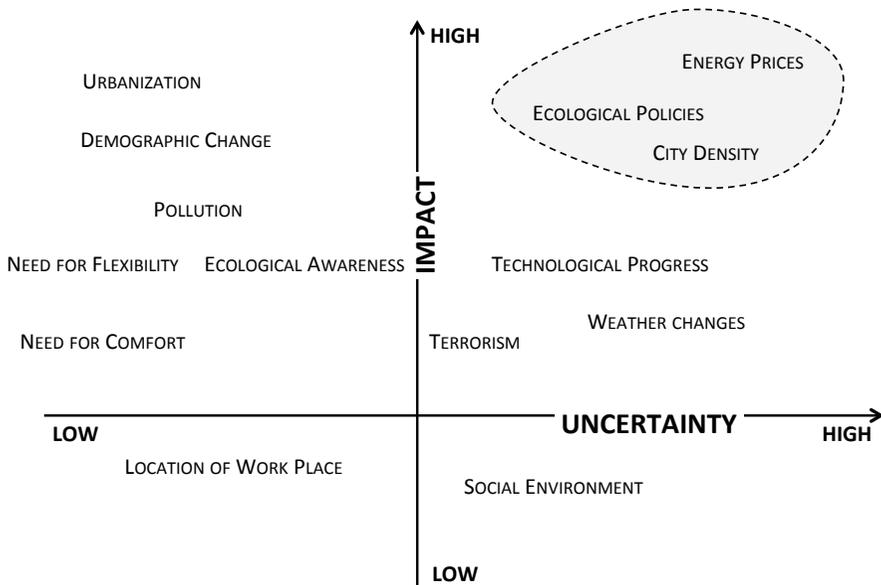 HIGH
ENERGY PRICES
URBANIZATION
ECOLOGICAL POLICIES
DEMOGRAPHIC CHANGE
CITY DENSITY
POLLUTION
IMPACT
NEED FOR FLEXIBILITY
ECOLOGICAL AWARENESS
TECHNOLOGICAL PROGRESS
WEATHER CHANGES
NEED FOR COMFORT
TERRORISM
UNCERTAINTY
LOW
HIGH
LOCATION OF WORK PLACE
SOCIAL ENVIRONMENT
LOW